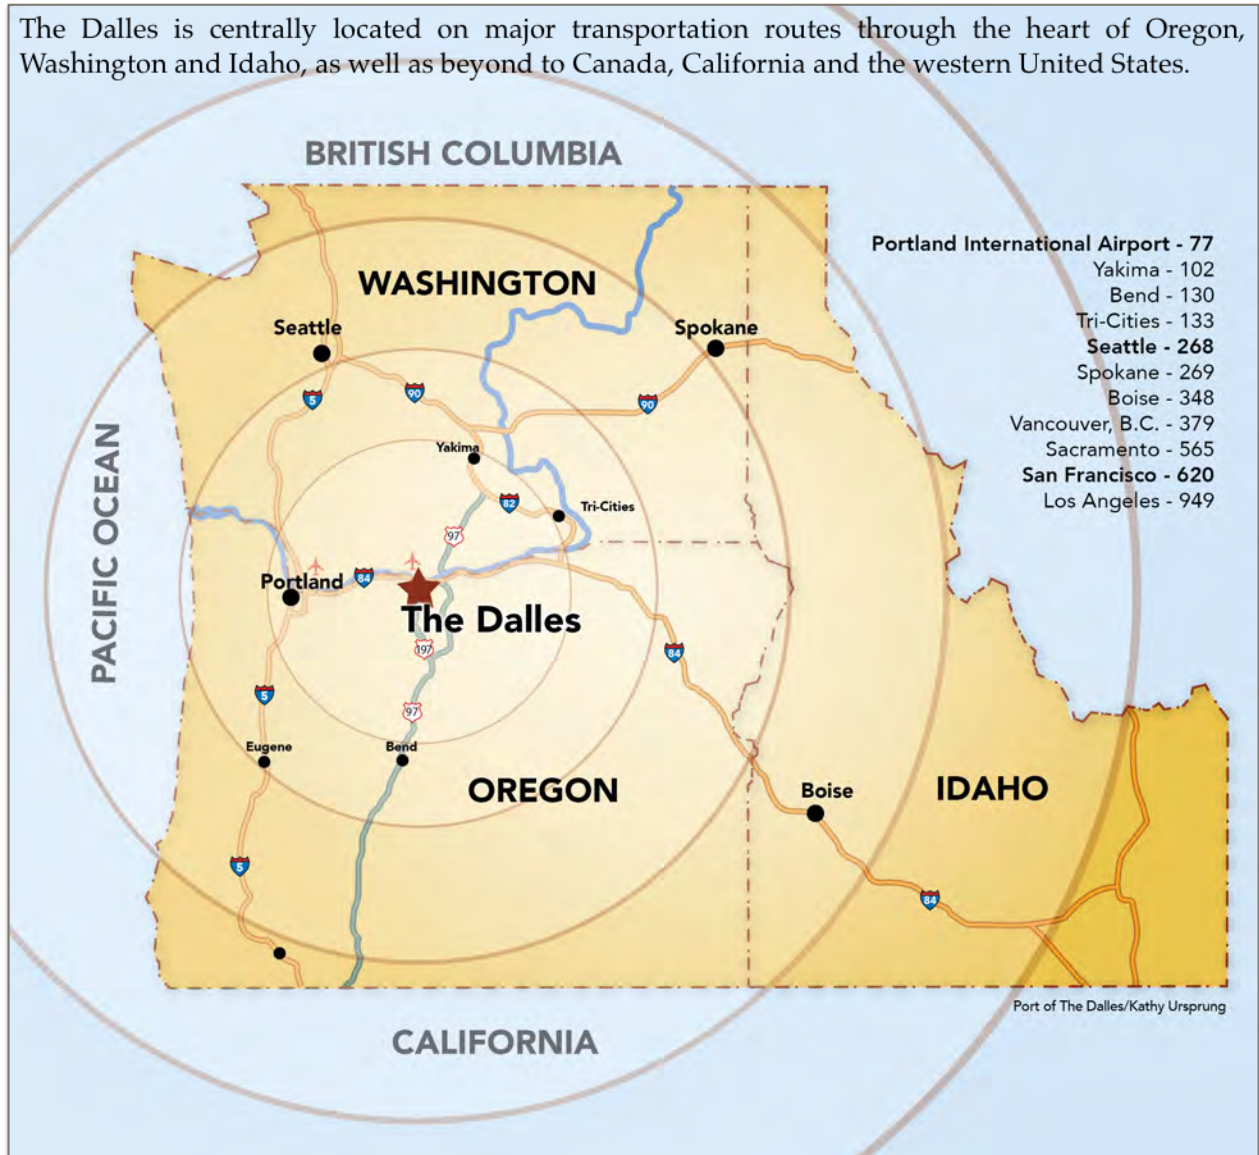 The Dalles is centrally located on major transportation routes through the heart of Oregon,
Washington and Idaho, as well as beyond to Canada, California and the western United States.
BRITISH COLUMBIA
Portland International Airport - 77
Yakima - 102
Bend - 130
Tri-Cities - 133
Seattle - 268
Spokane - 269
Boise - 348
Vancouver, B.C. - 379
Sacramento - 565
San Francisco - 620
Los Angeles - 949
WASHINGTON
Seattle
Spokane
5
90
90
PACIFIC OCEAN
Yakima
82
Tri-Cities
97
Portland
84
The Dalles
197
84
5
97
Eugene
Bend
OREGON
Boise
IDAHO
5
84
Port of The Dalles/Kathy Ursprung
CALIFORNIA